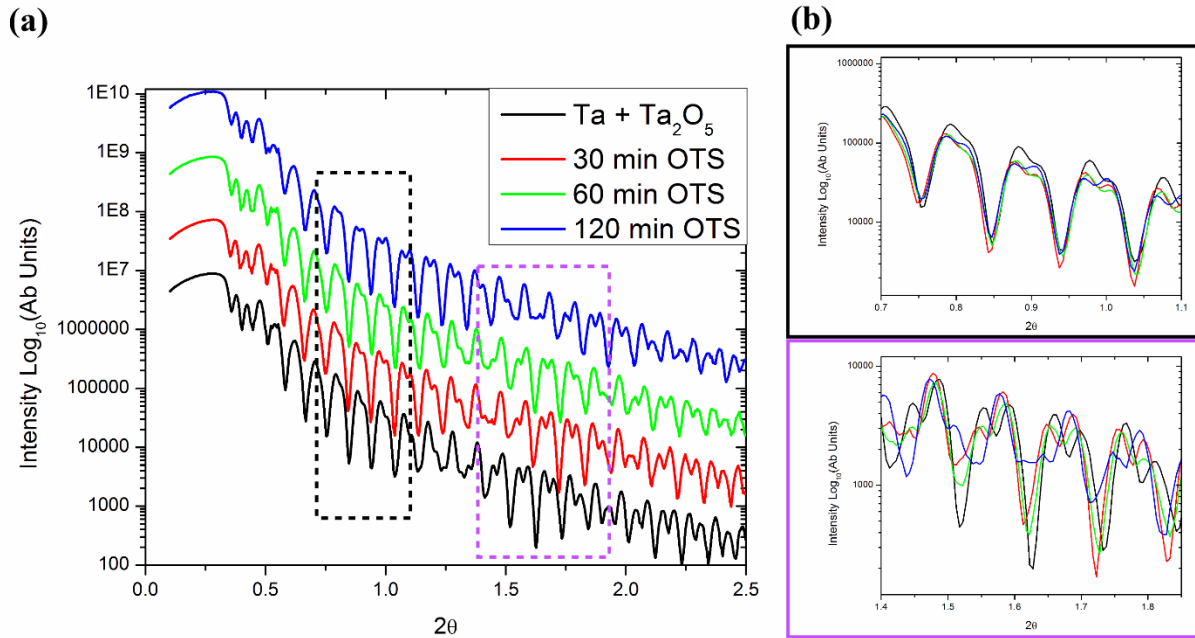 (a)
Intensity Log₁₀(Ab Units)
1E10
1E9
1E8
1E7
1000000
100000
10000
1000
100
0.0 0.5 1.0 1.5 2.0 2.5
2θ
Ta + Ta₂O₅
30 min OTS
60 min OTS
120 min OTS
(b)
Intensity Log₁₀(Ab Units)
1000000
100000
10000
0.7 0.8 0.9 1.0 1.1
2θ
Intensity Log₁₀(Ab Units)
10000
1000
1.4 1.5 1.6 1.7 1.8
2θ